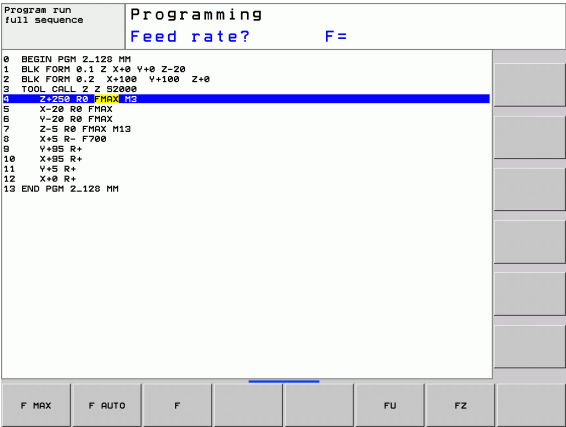 Program run
full sequence
Programming
Feed rate? F=
0 BEGIN PGM 2_128 MM
1 BLK FORM 0.1 Z X+0 Y+0 Z-20
2 BLK FORM 0.2 X+100 Y+100 Z+0
3 TOOL CALL 2 Z S2000
4 Z+250 R0 FMAX M3
5 X-20 R0 FMAX
6 Y-20 R0 FMAX
7 Z-5 R0 FMAX M13
8 X+5 R- F700
9 Y+95 R+
10 X+95 R+
11 Y+5 R+
12 X+0 R+
13 END PGM 2_128 MM
F MAX F AUTO F FU FZ